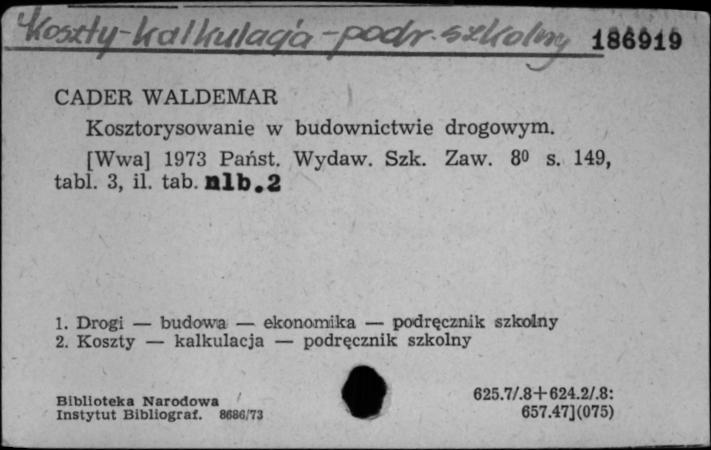 Koszty-kalkulacja-podr. szkolny 186919
CADER WALDEMAR
Kosztorysowanie w budownictwie drogowym.
[Wwa] 1973 Państ. Wydaw. Szk. Zaw. 8⁰ s. 149,
tabl. 3, il. tab. nlb.2
1. Drogi — budowa — ekonomika — podręcznik szkolny
2. Koszty — kalkulacja — podręcznik szkolny
Biblioteka Narodowa
Instytut Bibliograf. 8686/73
625.7/.8+624.2/.8:
657.47](075)